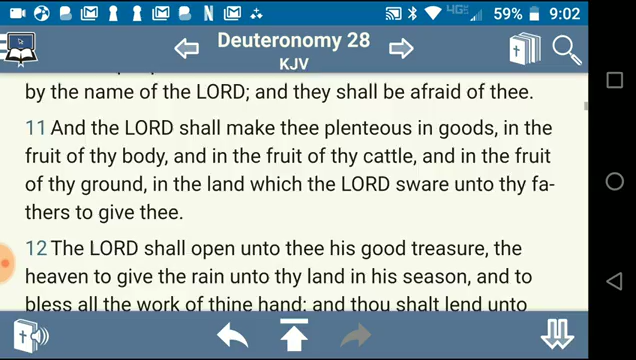 59% 9:02
Deuteronomy 28
KJV
by the name of the LORD; and they shall be afraid of thee.
11 And the LORD shall make thee plenteous in goods, in the
fruit of thy body, and in the fruit of thy cattle, and in the fruit
of thy ground, in the land which the LORD sware unto thy fa-
thers to give thee.
12 The LORD shall open unto thee his good treasure, the
heaven to give the rain unto thy land in his season, and to
bless all the work of thine hand: and thou shalt lend unto